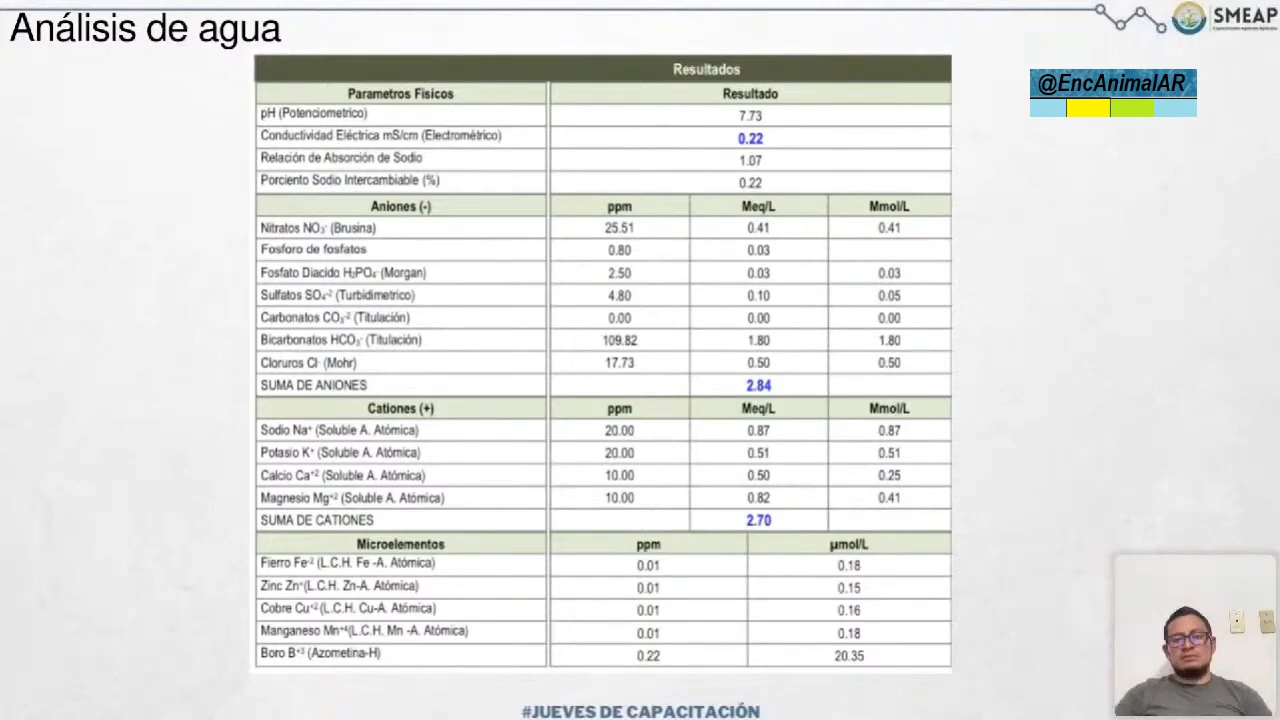 Análisis de agua
SMEAP
@EncAnimalAR
Resultados
Parametros Fisicos Resultado
pH (Potenciometrico) 7.73
Conductividad Eléctrica mS/cm (Electrométrico) 0.22
Relación de Absorción de Sodio 1.07
Porciento Sodio Intercambiable (%) 0.22
Aniones (-) ppm Meq/L Mmol/L
Nitratos NO₃⁻ (Brusina) 25.51 0.41 0.41
Fosforo de fosfatos 0.80 0.03
Fosfato Diacido H₂PO₄⁻ (Morgan) 2.50 0.03 0.03
Sulfatos SO₄⁻² (Turbidimetrico) 4.80 0.10 0.05
Carbonatos CO₃⁻² (Titulación) 0.00 0.00 0.00
Bicarbonatos HCO₃⁻ (Titulación) 109.82 1.80 1.80
Cloruros Cl⁻ (Mohr) 17.73 0.50 0.50
SUMA DE ANIONES 2.84
Cationes (+) ppm Meq/L Mmol/L
Sodio Na⁺ (Soluble A. Atómica) 20.00 0.87 0.87
Potasio K⁺ (Soluble A. Atómica) 20.00 0.51 0.51
Calcio Ca⁺² (Soluble A. Atómica) 10.00 0.50 0.25
Magnesio Mg⁺² (Soluble A. Atómica) 10.00 0.82 0.41
SUMA DE CATIONES 2.70
Microelementos ppm µmol/L
Fierro Fe⁻² (L.C.H. Fe -A. Atómica) 0.01 0.18
Zinc Zn⁺(L.C.H. Zn-A. Atómica) 0.01 0.15
Cobre Cu⁺²(L.C.H. Cu-A. Atómica) 0.01 0.16
Manganeso Mn⁺⁴(L.C.H. Mn -A. Atómica) 0.01 0.18
Boro B⁺³ (Azometina-H) 0.22 20.35
#JUEVES DE CAPACITACIÓN